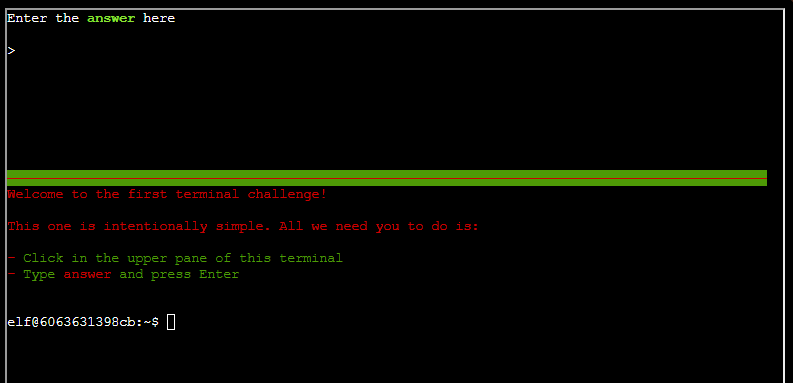 Enter the answer here
>
Welcome to the first terminal challenge!
This one is intentionally simple. All we need you to do is:
- Click in the upper pane of this terminal
- Type answer and press Enter
elf@6063631398cb:~$